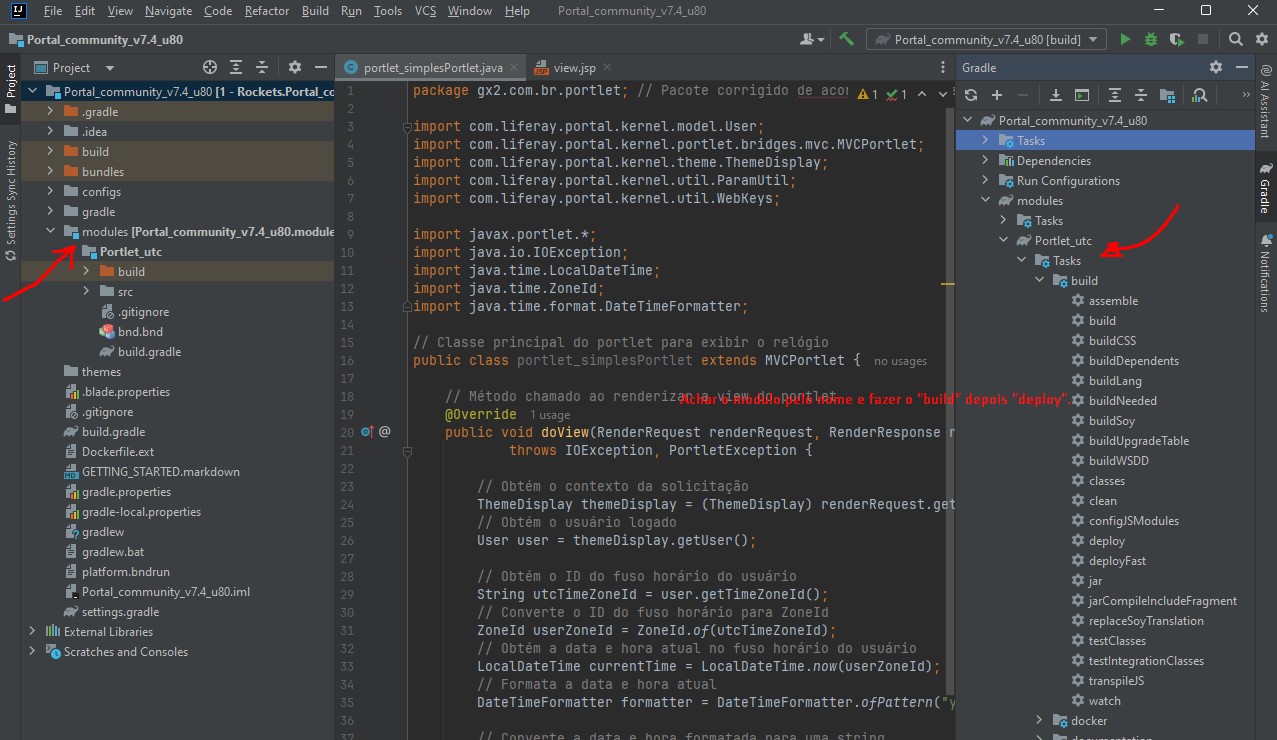 File Edit View Navigate Code Refactor Build Run Tools VCS Window Help Portal_community_v7.4_u80
Portal_community_v7.4_u80
Portal_community_v7.4_u80 [build]
Project
Settings Sync History
Project
Portal_community_v7.4_u80 [1 - Rockets.Portal_co
.gradle
.idea
build
bundles
configs
gradle
modules [Portal_community_v7.4_u80.module
Portlet_utc
build
src
.gitignore
bnd.bnd
build.gradle
themes
.blade.properties
.gitignore
build.gradle
Dockerfile.ext
GETTING_STARTED.markdown
gradle.properties
gradle-local.properties
gradlew
gradlew.bat
platform.bndrun
Portal_community_v7.4_u80.iml
settings.gradle
External Libraries
Scratches and Consoles
portlet_simplesPortlet.java view.jsp
1 package gx2.com.br.portlet; // Pacote corrigido de acor 1 1
2
3 import com.liferay.portal.kernel.model.User;
4 import com.liferay.portal.kernel.portlet.bridges.mvc.MVCPortlet;
5 import com.liferay.portal.kernel.theme.ThemeDisplay;
6 import com.liferay.portal.kernel.util.ParamUtil;
7 import com.liferay.portal.kernel.util.WebKeys;
8
9 import javax.portlet.*;
10 import java.io.IOException;
11 import java.time.LocalDateTime;
12 import java.time.ZoneId;
13 import java.time.format.DateTimeFormatter;
14
15 // Classe principal do portlet para exibir o relógio
16 public class portlet_simplesPortlet extends MVCPortlet { no usages
17
18 // Método chamado ao renderizar a view do portlet
Achar o modulo pelo nome e fazer o "build" depois "deploy".
19 @Override 1 usage
20 public void doView(RenderRequest renderRequest, RenderResponse r
21 throws IOException, PortletException {
22
23 // Obtém o contexto da solicitação
24 ThemeDisplay themeDisplay = (ThemeDisplay) renderRequest.get
25 // Obtém o usuário logado
26 User user = themeDisplay.getUser();
27
28 // Obtém o ID do fuso horário do usuário
29 String utcTimeZoneId = user.getTimeZoneId();
30 // Converte o ID do fuso horário para ZoneId
31 ZoneId userZoneId = ZoneId.of(utcTimeZoneId);
32 // Obtém a data e hora atual no fuso horário do usuário
33 LocalDateTime currentTime = LocalDateTime.now(userZoneId);
34 // Formata a data e hora atual
35 DateTimeFormatter formatter = DateTimeFormatter.ofPattern("y
36
37 // Converte a data e hora formatada para uma string
Gradle
Portal_community_v7.4_u80
Tasks
Dependencies
Run Configurations
modules
Tasks
Portlet_utc
Tasks
build
assemble
build
buildCSS
buildDependents
buildLang
buildNeeded
buildSoy
buildUpgradeTable
buildWSDD
classes
clean
configJSModules
deploy
deployFast
jar
jarCompileIncludeFragment
replaceSoyTranslation
testClasses
testIntegrationClasses
transpileJS
watch
docker
documentation
AI Assistant
Gradle
Notifications